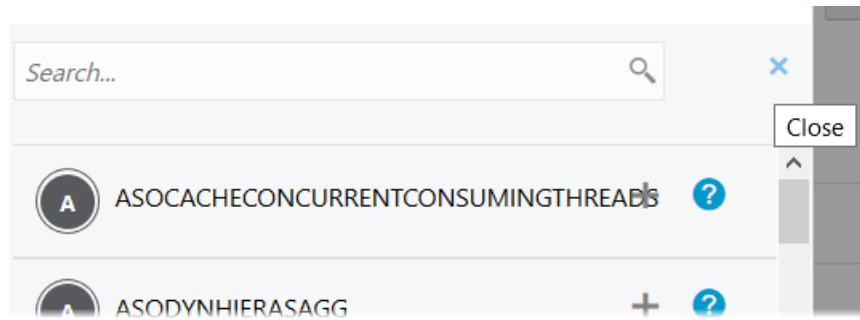 Search...
Close
A ASOCACHECONCURRENTCONSUMINGTHREADS ?
A ASODYNHIERASAGG ?